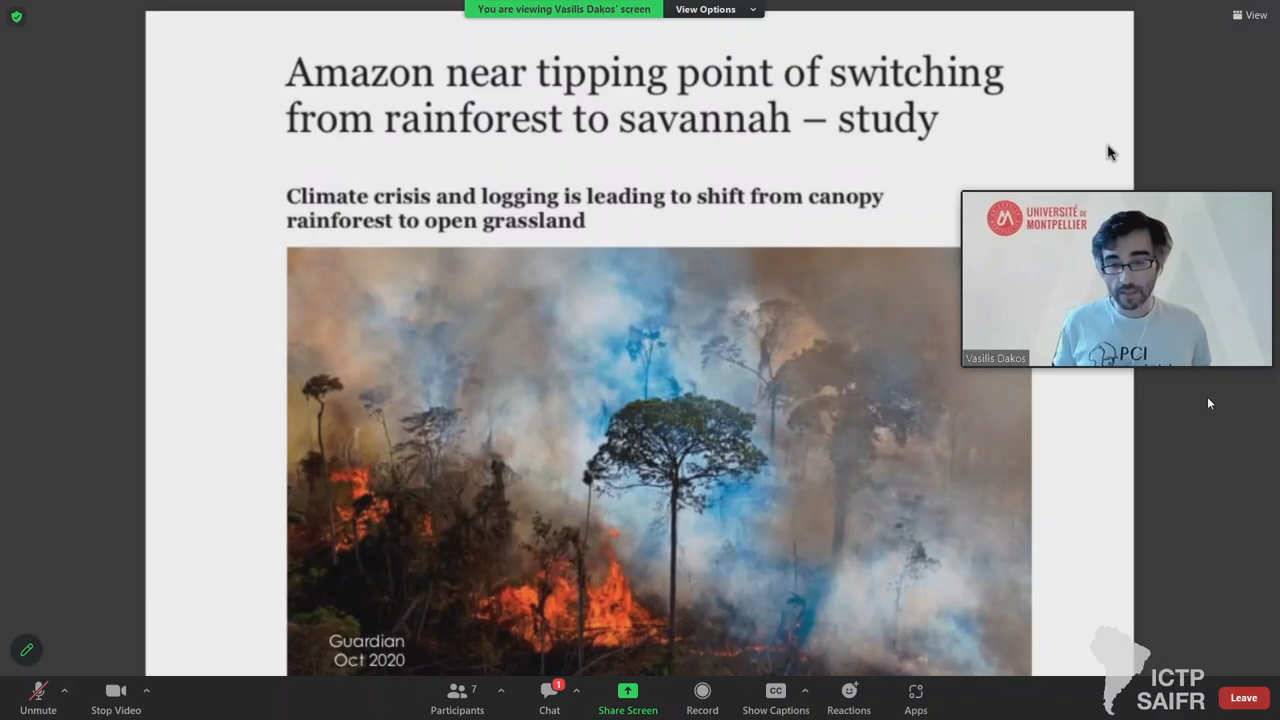 You are viewing Vasilis Dakos' screen
View Options
View
Amazon near tipping point of switching
from rainforest to savannah – study
Climate crisis and logging is leading to shift from canopy
rainforest to open grassland
UNIVERSITÉ DE
MONTPELLIER
PCI
Vasilis Dakos
Guardian
Oct 2020
ICTP
SAIFR
Unmute
Stop Video
7
Participants
1
Chat
Share Screen
Record
CC
Show Captions
Reactions
Apps
Leave